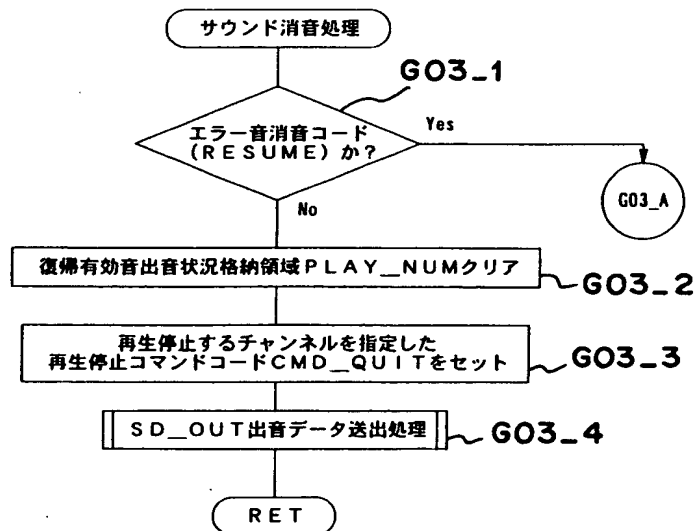 サウンド消音処理
G03_1
エラー音消音コード
(RESUME)か?
Yes
G03_A
No
復帰有効音出音状況格納領域PLAY__NUMクリア
G03_2
再生停止するチャンネルを指定した
再生停止コマンドコードCMD__QUITをセット
G03_3
SD__OUT出音データ送出処理
G03_4
RET